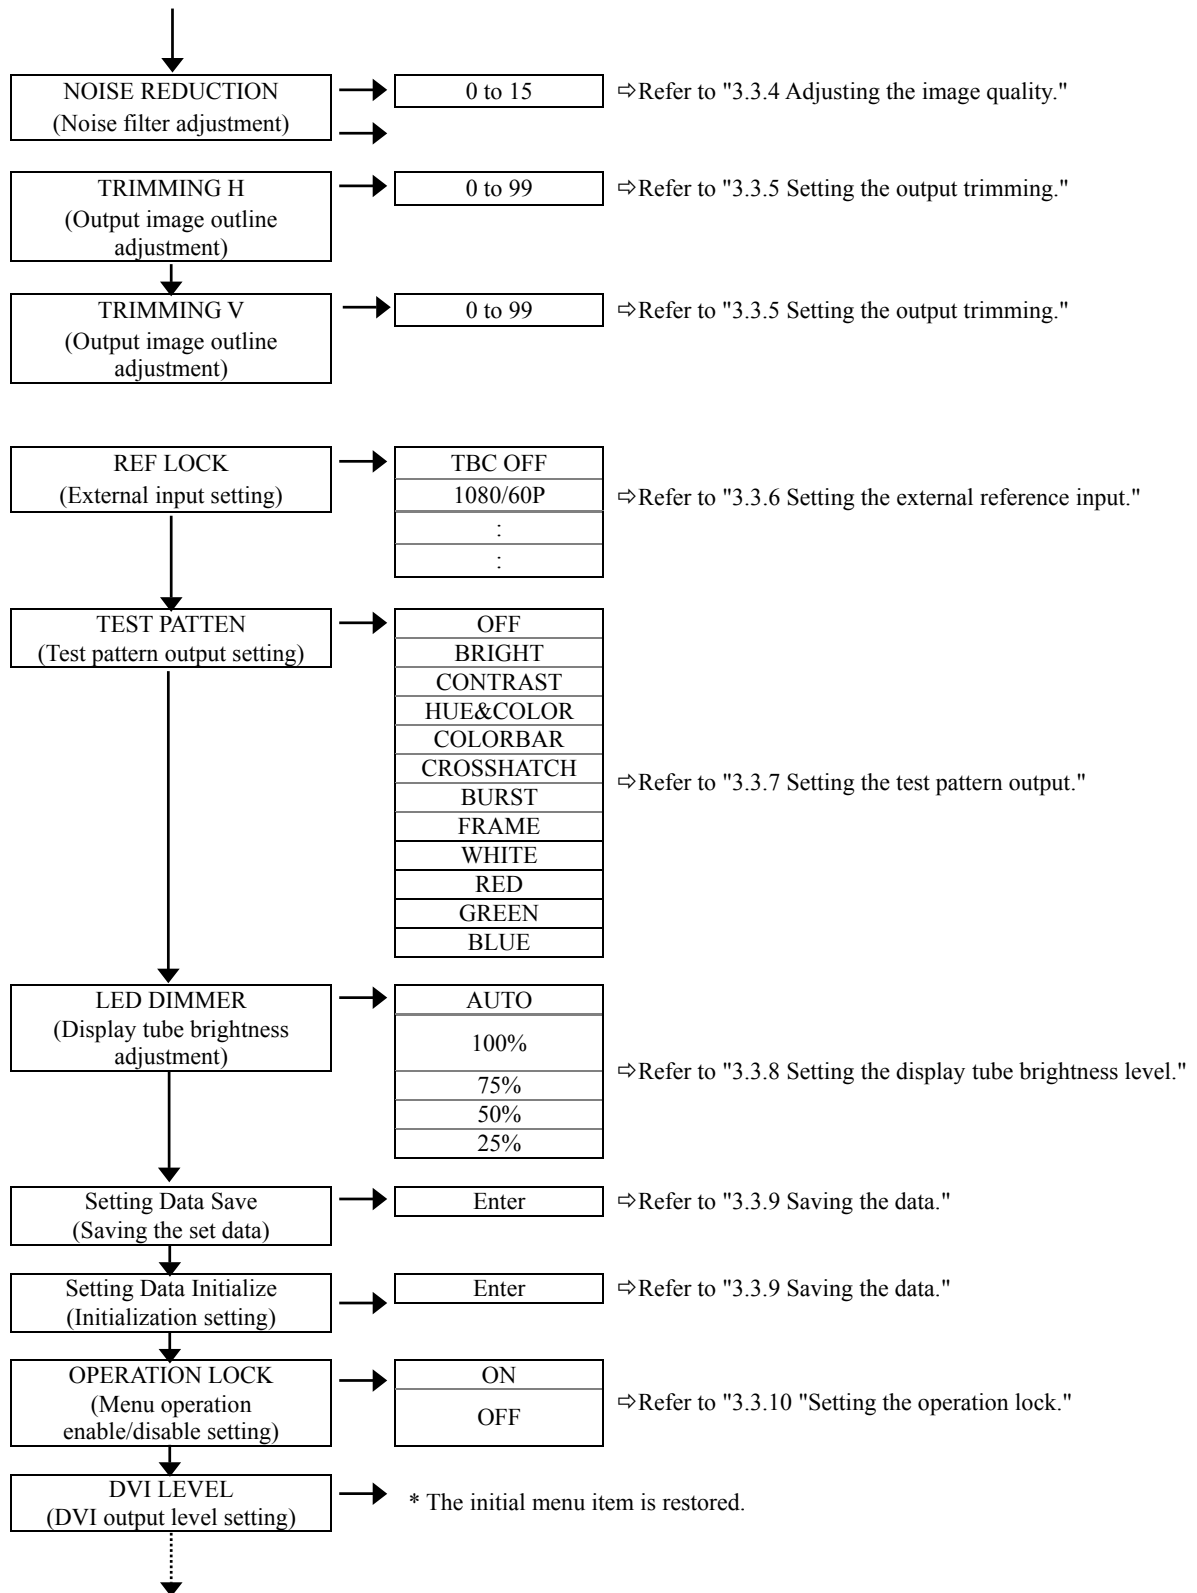 NOISE REDUCTION
(Noise filter adjustment)
0 to 15
⇨Refer to "3.3.4 Adjusting the image quality."
TRIMMING H
(Output image outline
adjustment)
0 to 99
⇨Refer to "3.3.5 Setting the output trimming."
TRIMMING V
(Output image outline
adjustment)
0 to 99
⇨Refer to "3.3.5 Setting the output trimming."
REF LOCK
(External input setting)
TBC OFF
1080/60P
:
:
⇨Refer to "3.3.6 Setting the external reference input."
TEST PATTEN
(Test pattern output setting)
OFF
BRIGHT
CONTRAST
HUE&COLOR
COLORBAR
CROSSHATCH
BURST
FRAME
WHITE
RED
GREEN
BLUE
⇨Refer to "3.3.7 Setting the test pattern output."
LED DIMMER
(Display tube brightness
adjustment)
AUTO
100%
75%
50%
25%
⇨Refer to "3.3.8 Setting the display tube brightness level."
Setting Data Save
(Saving the set data)
Enter
⇨Refer to "3.3.9 Saving the data."
Setting Data Initialize
(Initialization setting)
Enter
⇨Refer to "3.3.9 Saving the data."
OPERATION LOCK
(Menu operation
enable/disable setting)
ON
OFF
⇨Refer to "3.3.10 "Setting the operation lock."
DVI LEVEL
(DVI output level setting)
* The initial menu item is restored.